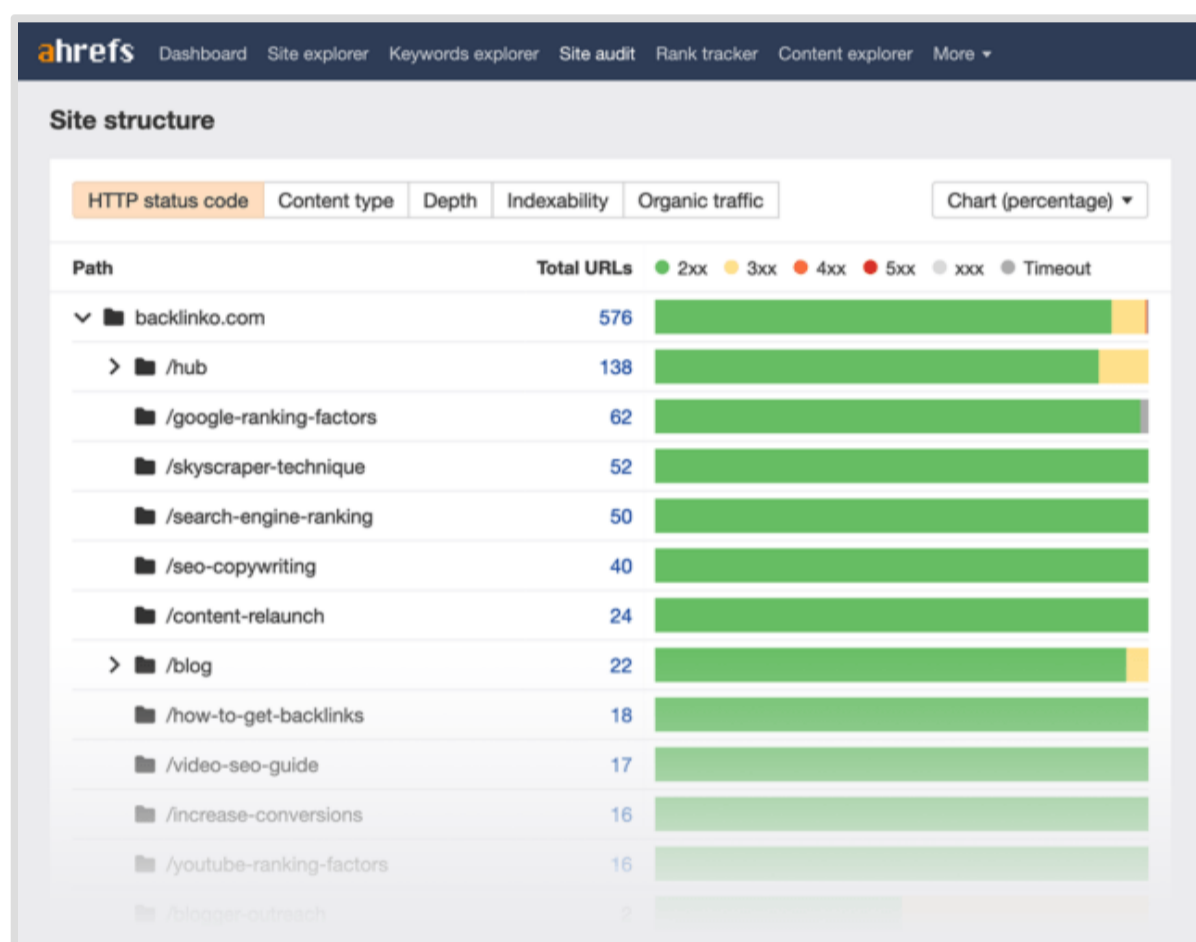 ahrefs Dashboard Site explorer Keywords explorer Site audit Rank tracker Content explorer More
Site structure
HTTP status code Content type Depth Indexability Organic traffic Chart (percentage)
Path Total URLs 2xx 3xx 4xx 5xx xxx Timeout
backlinko.com 576
/hub 138
/google-ranking-factors 62
/skyscraper-technique 52
/search-engine-ranking 50
/seo-copywriting 40
/content-relaunch 24
/blog 22
/how-to-get-backlinks 18
/video-seo-guide 17
/increase-conversions 16
/youtube-ranking-factors 16
/blogger-outreach 2